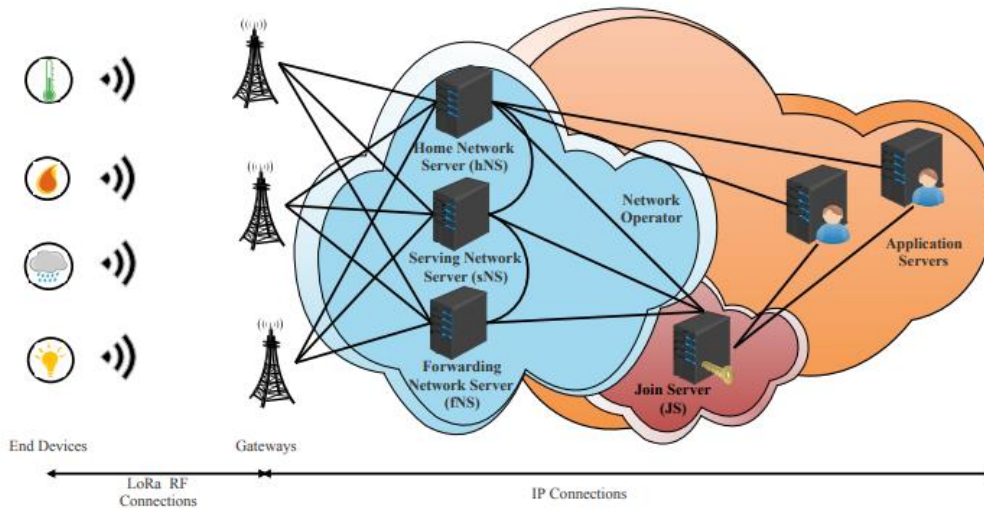 Home Network
Server (hNS)
Serving Network
Server (sNS)
Forwarding
Network Server
(fNS)
Network
Operator
Application
Servers
Join Server
(JS)
End Devices
Gateways
LoRa RF
Connections
IP Connections